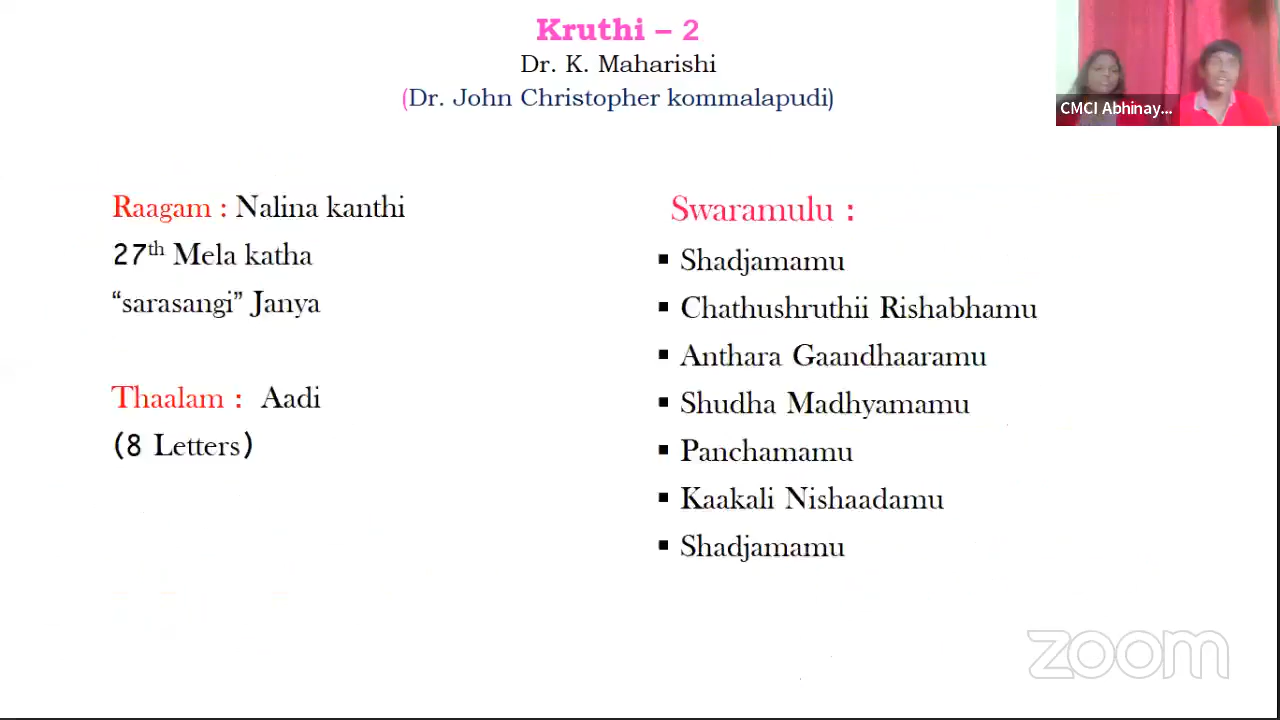 Kruthi – 2
Dr. K. Maharishi
(Dr. John Christopher kommalapudi)
CMCI Abhinay...
Raagam : Nalina kanthi
27th Mela katha
“sarasangi” Janya
Thaalam : Aadi
(8 Letters)
Swaramulu :
▪ Shadjamamu
▪ Chathushruthii Rishabhamu
▪ Anthara Gaandhaaramu
▪ Shudha Madhyamamu
▪ Panchamamu
▪ Kaakali Nishaadamu
▪ Shadjamamu
zoom